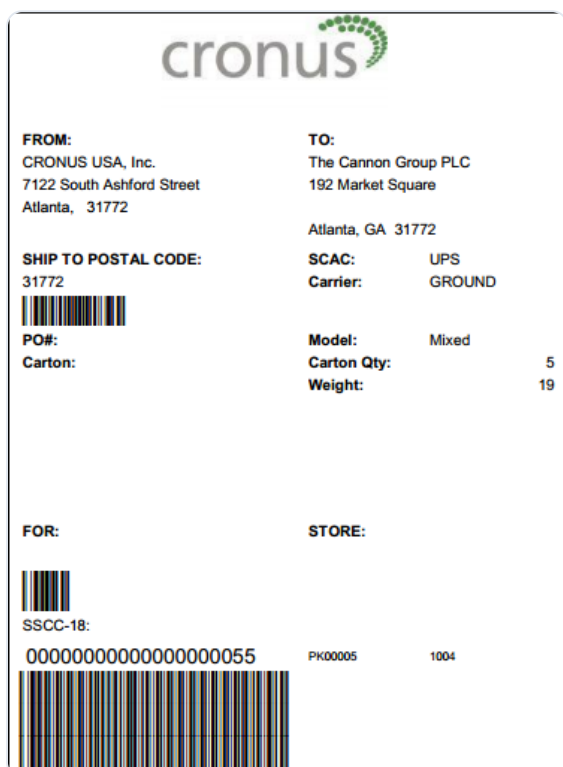 cronus
FROM:
CRONUS USA, Inc.
7122 South Ashford Street
Atlanta, 31772
TO:
The Cannon Group PLC
192 Market Square
Atlanta, GA 31772
SHIP TO POSTAL CODE:
31772
SCAC: UPS
Carrier: GROUND
PO#:
Carton:
Model: Mixed
Carton Qty: 5
Weight: 19
FOR:
STORE:
SSCC-18:
00000000000000000055
PK00005 1004